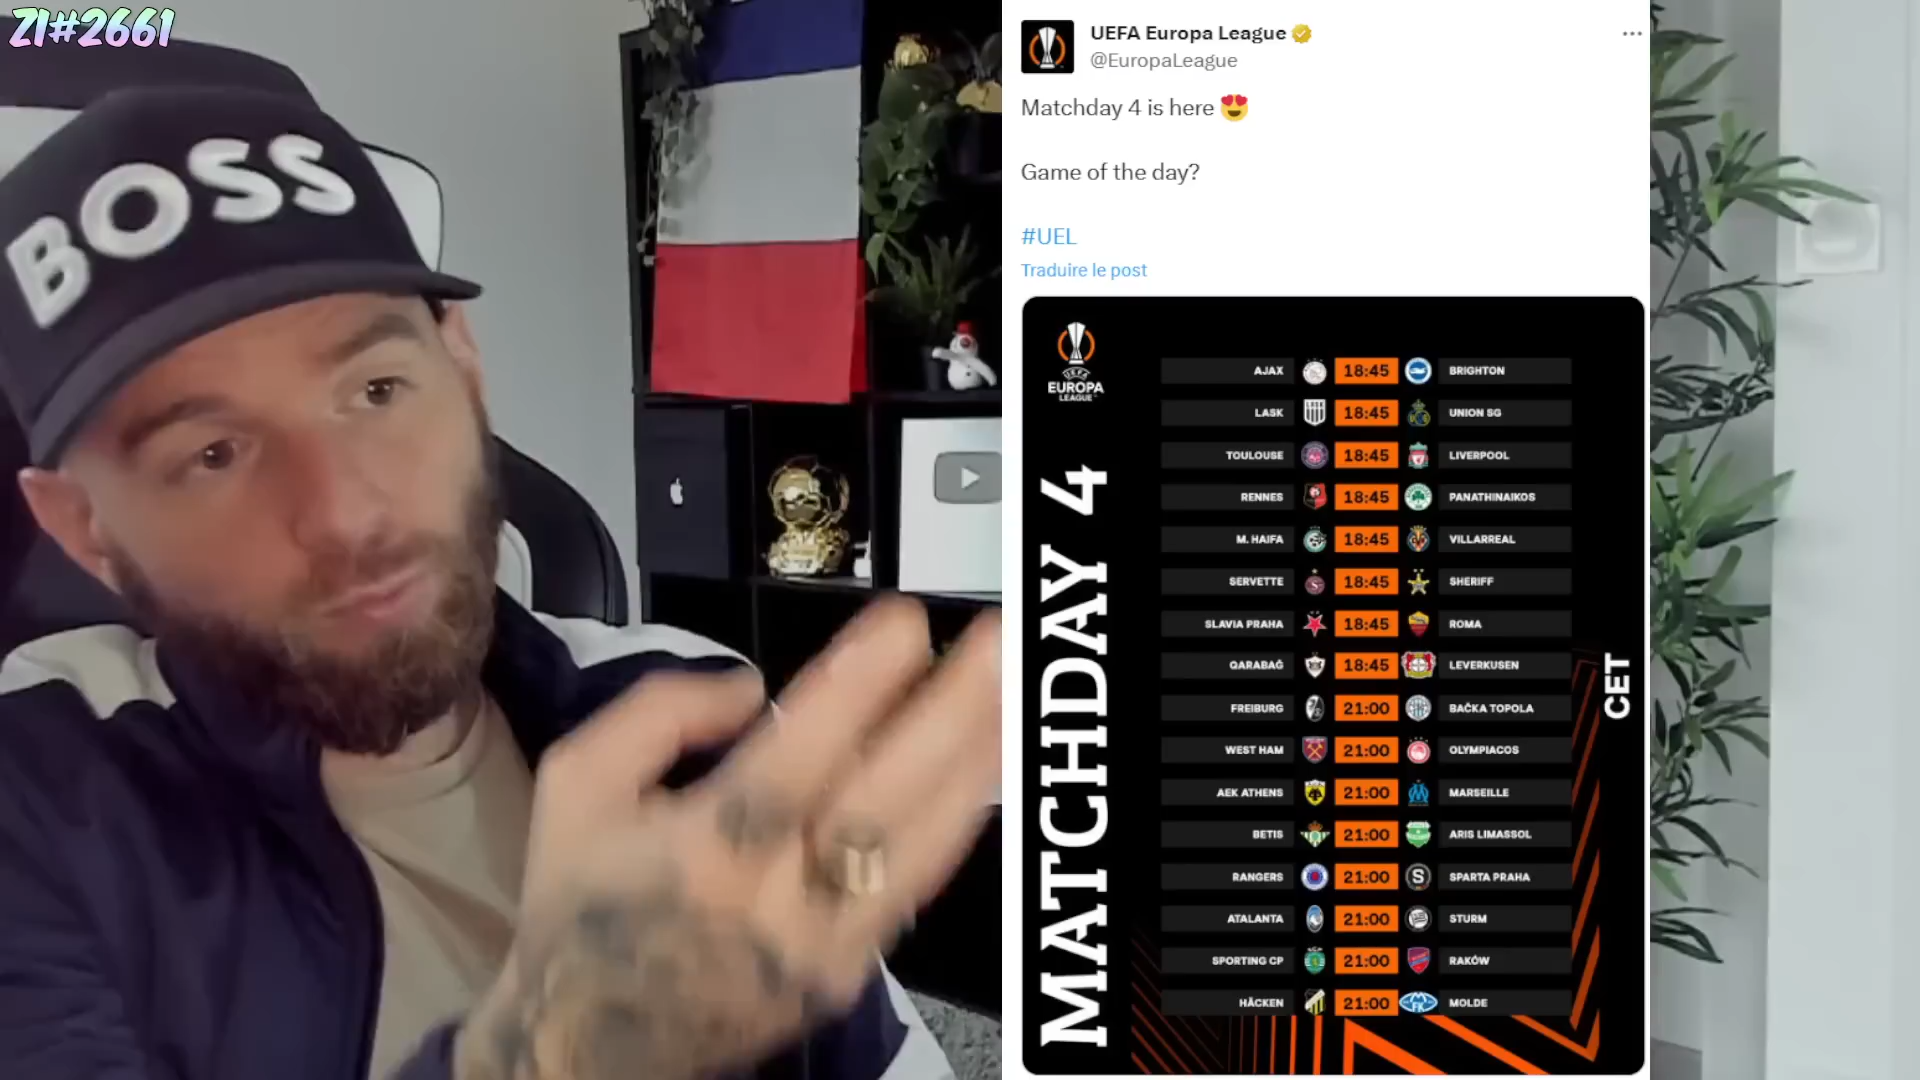 ZI#2661
BOSS
UEFA Europa League
@EuropaLeague
Matchday 4 is here
Game of the day?
#UEL
Traduire le post
UEFA
EUROPA
LEAGUE
MATCHDAY 4
AJAX 18:45 BRIGHTON
LASK 18:45 UNION SG
TOULOUSE 18:45 LIVERPOOL
RENNES 18:45 PANATHINAIKOS
M. HAIFA 18:45 VILLARREAL
SERVETTE 18:45 SHERIFF
SLAVIA PRAHA 18:45 ROMA
QARABAĞ 18:45 LEVERKUSEN
FREIBURG 21:00 BAČKA TOPOLA
WEST HAM 21:00 OLYMPIACOS
AEK ATHENS 21:00 MARSEILLE
BETIS 21:00 ARIS LIMASSOL
RANGERS 21:00 SPARTA PRAHA
ATALANTA 21:00 STURM
SPORTING CP 21:00 RAKÓW
HÄCKEN 21:00 MOLDE
CET